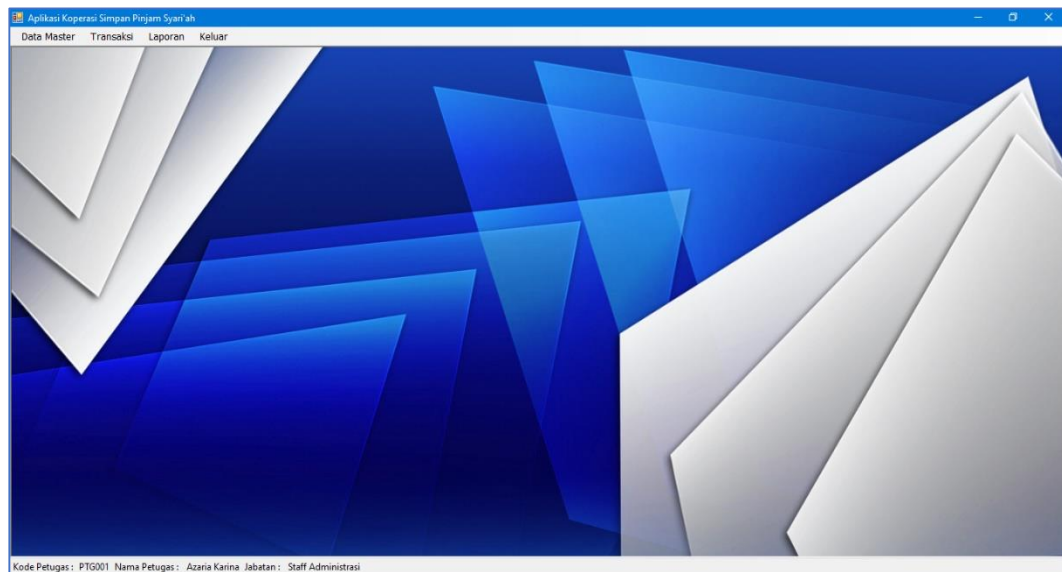 Aplikasi Koperasi Simpan Pinjam Syari'ah
Data Master Transaksi Laporan Keluar
Kode Petugas : PTG001 Nama Petugas : Azaria Karina Jabatan : Staff Administrasi